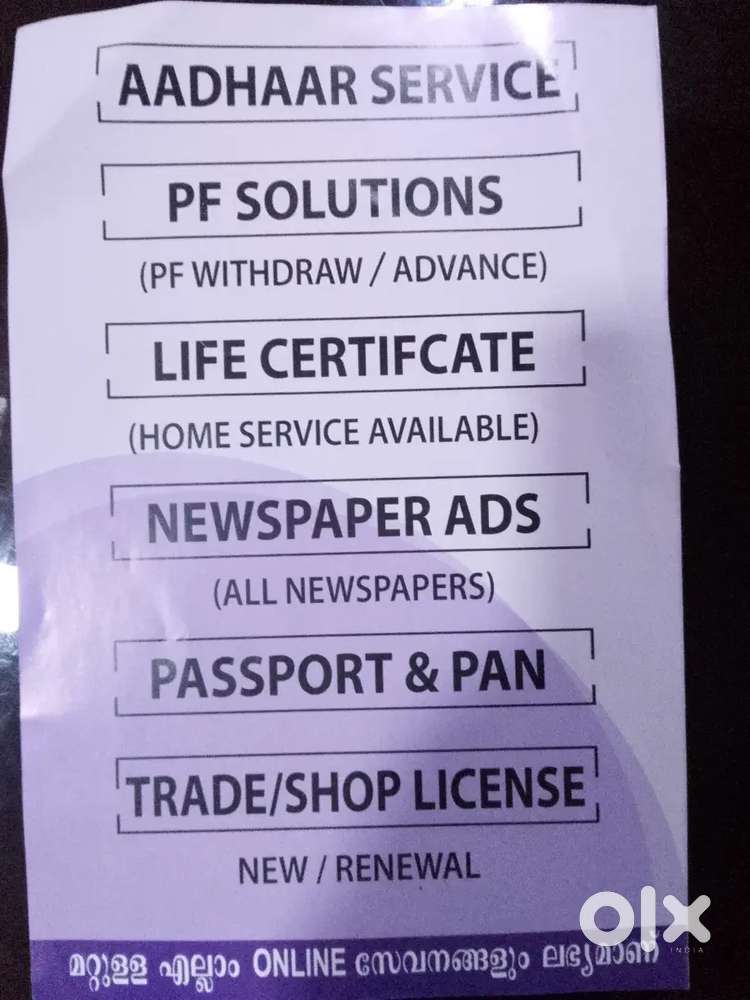 AADHAAR SERVICE
PF SOLUTIONS
(PF WITHDRAW / ADVANCE)
LIFE CERTIFCATE
(HOME SERVICE AVAILABLE)
NEWSPAPER ADS
(ALL NEWSPAPERS)
PASSPORT & PAN
TRADE/SHOP LICENSE
NEW / RENEWAL
olx
INDIA
മറ്റുള്ള എല്ലാം ONLINE സേവനങ്ങളും ലഭ്യമാണ്